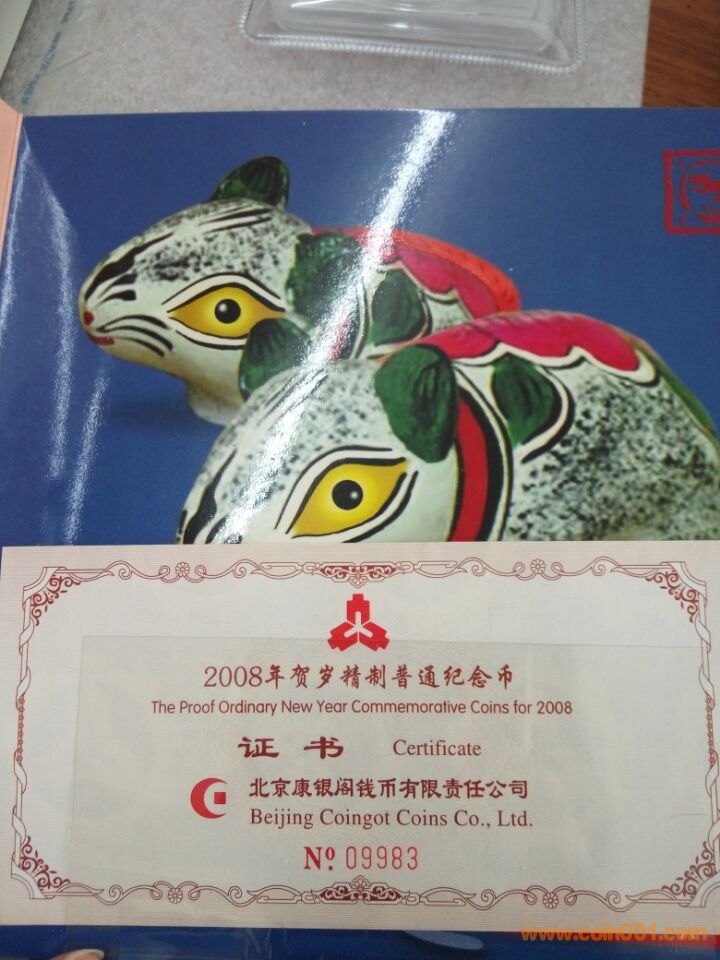 2008年贺岁精制普通纪念币
The Proof Ordinary New Year Commemorative Coins for 2008
证书 Certificate
北京康银阁钱币有限责任公司
Beijing Coingot Coins Co., Ltd.
Nº 09983
www.coin001.com